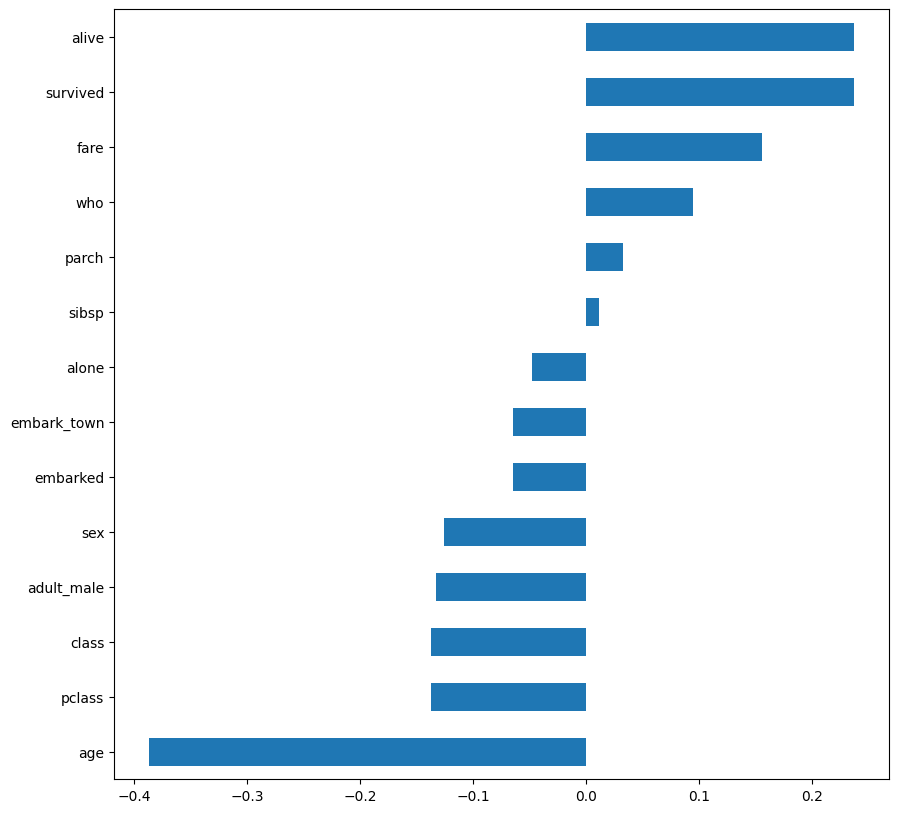 alive
survived
fare
who
parch
sibsp
alone
embark_town
embarked
sex
adult_male
class
pclass
age
−0.4 −0.3 −0.2 −0.1 0.0 0.1 0.2